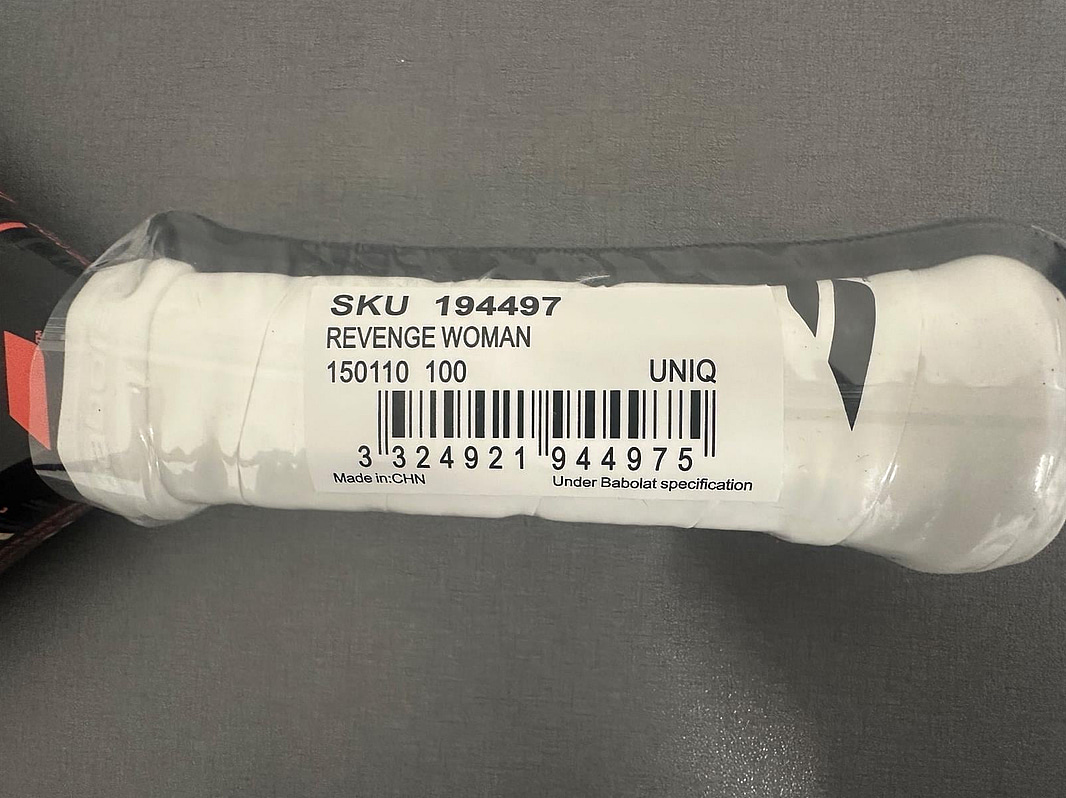 SKU 194497
REVENGE WOMAN
150110 100 UNIQ
3 324921 944975
Made in:CHN Under Babolat specification